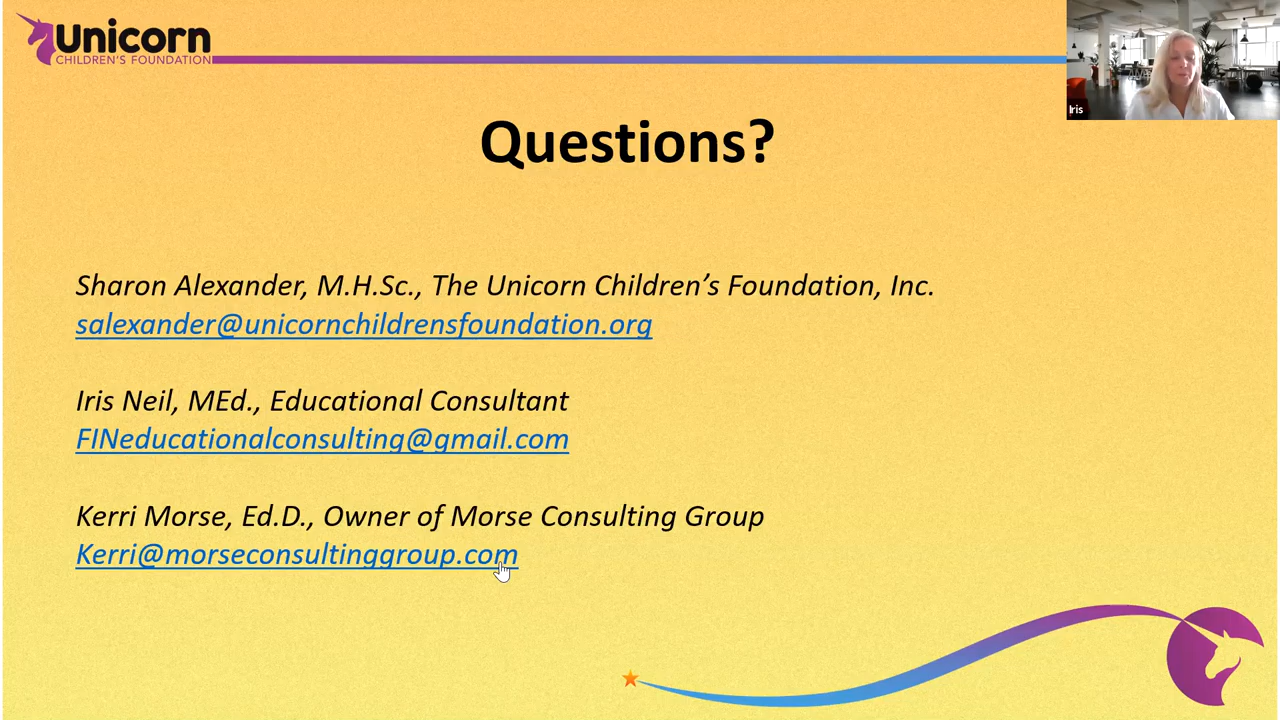 Unicorn
CHILDREN'S FOUNDATION
Iris
Questions?
Sharon Alexander, M.H.Sc., The Unicorn Children’s Foundation, Inc.
salexander@unicornchildrensfoundation.org
Iris Neil, MEd., Educational Consultant
FINeducationalconsulting@gmail.com
Kerri Morse, Ed.D., Owner of Morse Consulting Group
Kerri@morseconsultinggroup.com